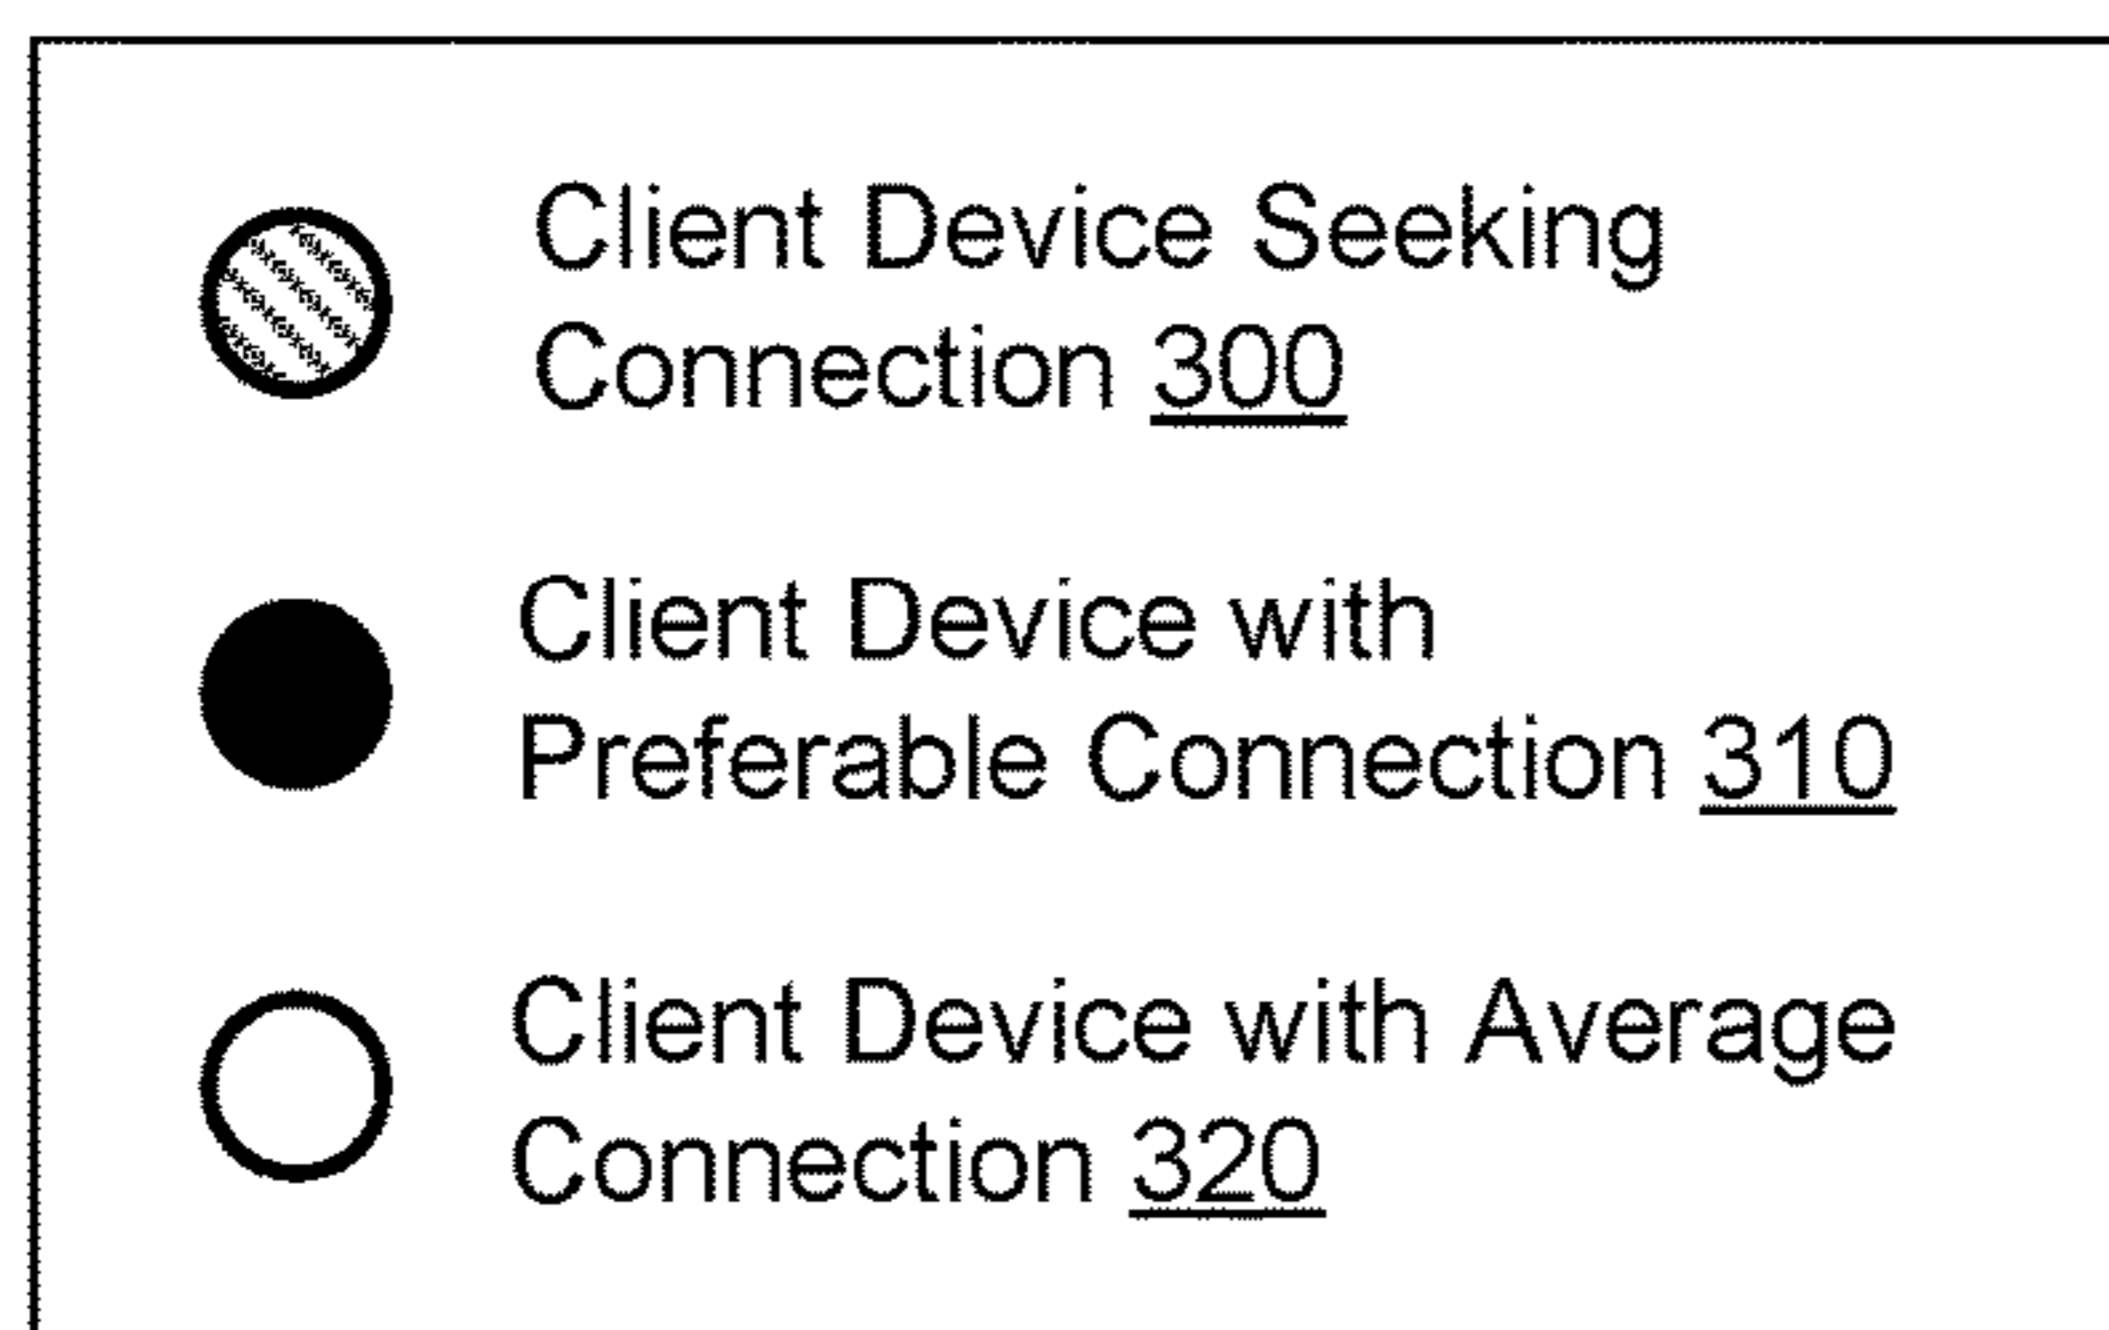 Client Device Seeking
Connection 300
Client Device with
Preferable Connection 310
Client Device with Average
Connection 320